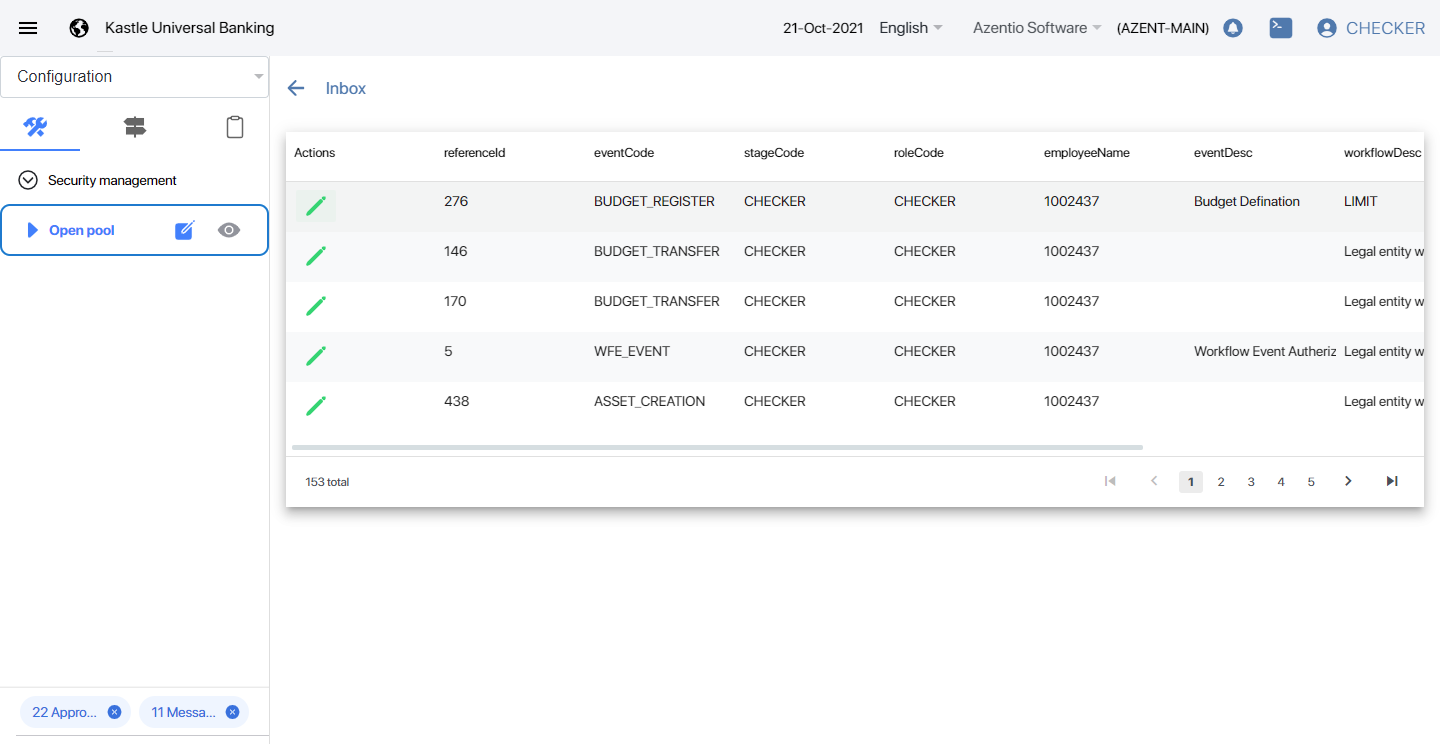 Kastle Universal Banking
21-Oct-2021 English Azentio Software (AZENT-MAIN) CHECKER
Configuration
Security management
Open pool
22 Appro...
11 Messa...
Inbox
Actions referenceId eventCode stageCode roleCode employeeName eventDesc workflowDesc
276 BUDGET_REGISTER CHECKER CHECKER 1002437 Budget Defination LIMIT
146 BUDGET_TRANSFER CHECKER CHECKER 1002437 Legal entity w
170 BUDGET_TRANSFER CHECKER CHECKER 1002437 Legal entity w
5 WFE_EVENT CHECKER CHECKER 1002437 Workflow Event Autheriz Legal entity w
438 ASSET_CREATION CHECKER CHECKER 1002437 Legal entity w
153 total
1 2 3 4 5